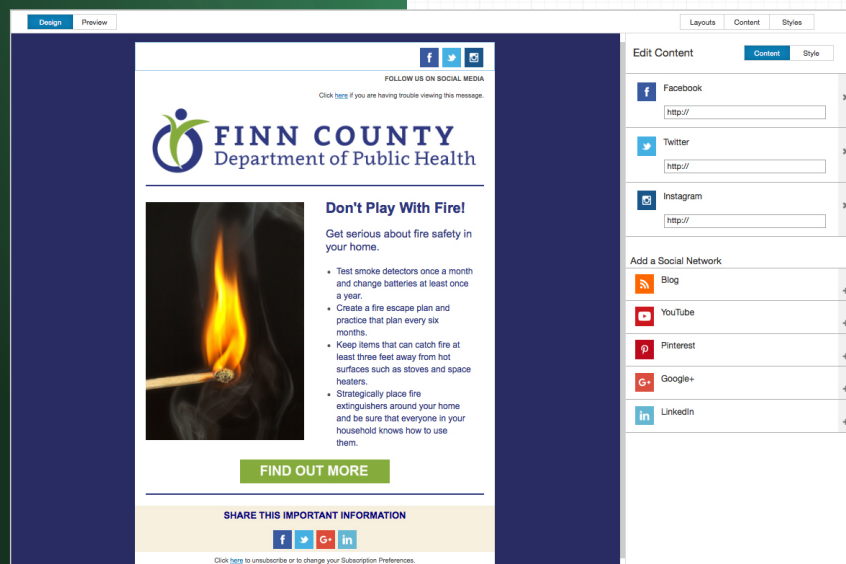 Design Preview Layouts Content Styles
FOLLOW US ON SOCIAL MEDIA
Click here if you are having trouble viewing this message.
FINN COUNTY
Department of Public Health
Don't Play With Fire!
Get serious about fire safety in
your home.
• Test smoke detectors once a month
and change batteries at least once
a year.
• Create a fire escape plan and
practice that plan every six
months.
• Keep items that can catch fire at
least three feet away from hot
surfaces such as stoves and space
heaters.
• Strategically place fire
extinguishers around your home
and be sure that everyone in your
household knows how to use
them.
FIND OUT MORE
SHARE THIS IMPORTANT INFORMATION
f G+ in
Click here to unsubscribe or to change your Subscription Preferences.
Edit Content Content Style
f Facebook
http://
Twitter
http://
Instagram
http://
Add a Social Network
Blog
YouTube
Pinterest
G+ Google+
in LinkedIn